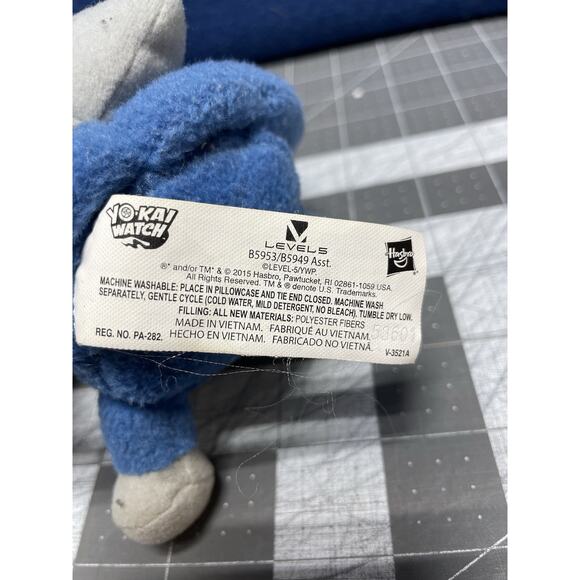 YO-KAI
WATCH
LEVEL5
B5953/B5949 Asst.
©LEVEL-5/YWP.
®* and/or TM* & © 2015 Hasbro, Pawtucket, RI 02861-1059 USA.
All Rights Reserved. TM & ® denote U.S. Trademarks.
Hasbro
MACHINE WASHABLE: PLACE IN PILLOWCASE AND TIE END CLOSED. MACHINE WASH
SEPARATELY, GENTLE CYCLE (COLD WATER, MILD DETERGENT, NO BLEACH). TUMBLE DRY LOW.
FILLING: ALL NEW MATERIALS: POLYESTER FIBERS
MADE IN VIETNAM. FABRIQUÉ AU VIETNAM.
REG. NO. PA-282. HECHO EN VIETNAM. FABRICADO NO VIETNÃ.
V-3521A